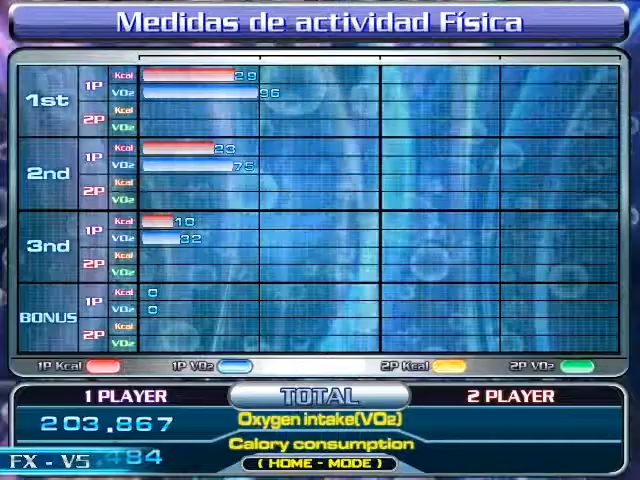 Medidas de actividad Física
1st 1P Kcal 29
VO2 96
2P Kcal
VO2
2nd 1P Kcal 23
VO2 75
2P Kcal
VO2
3nd 1P Kcal 10
VO2 32
2P Kcal
VO2
BONUS 1P Kcal 0
VO2 0
2P Kcal
VO2
1P Kcal 1P VO2 2P Kcal 2P VO2
1 PLAYER TOTAL 2 PLAYER
203.867 Oxygen intake(VO2)
.484 Calory consumption
FX - V5 ( HOME - MODE )